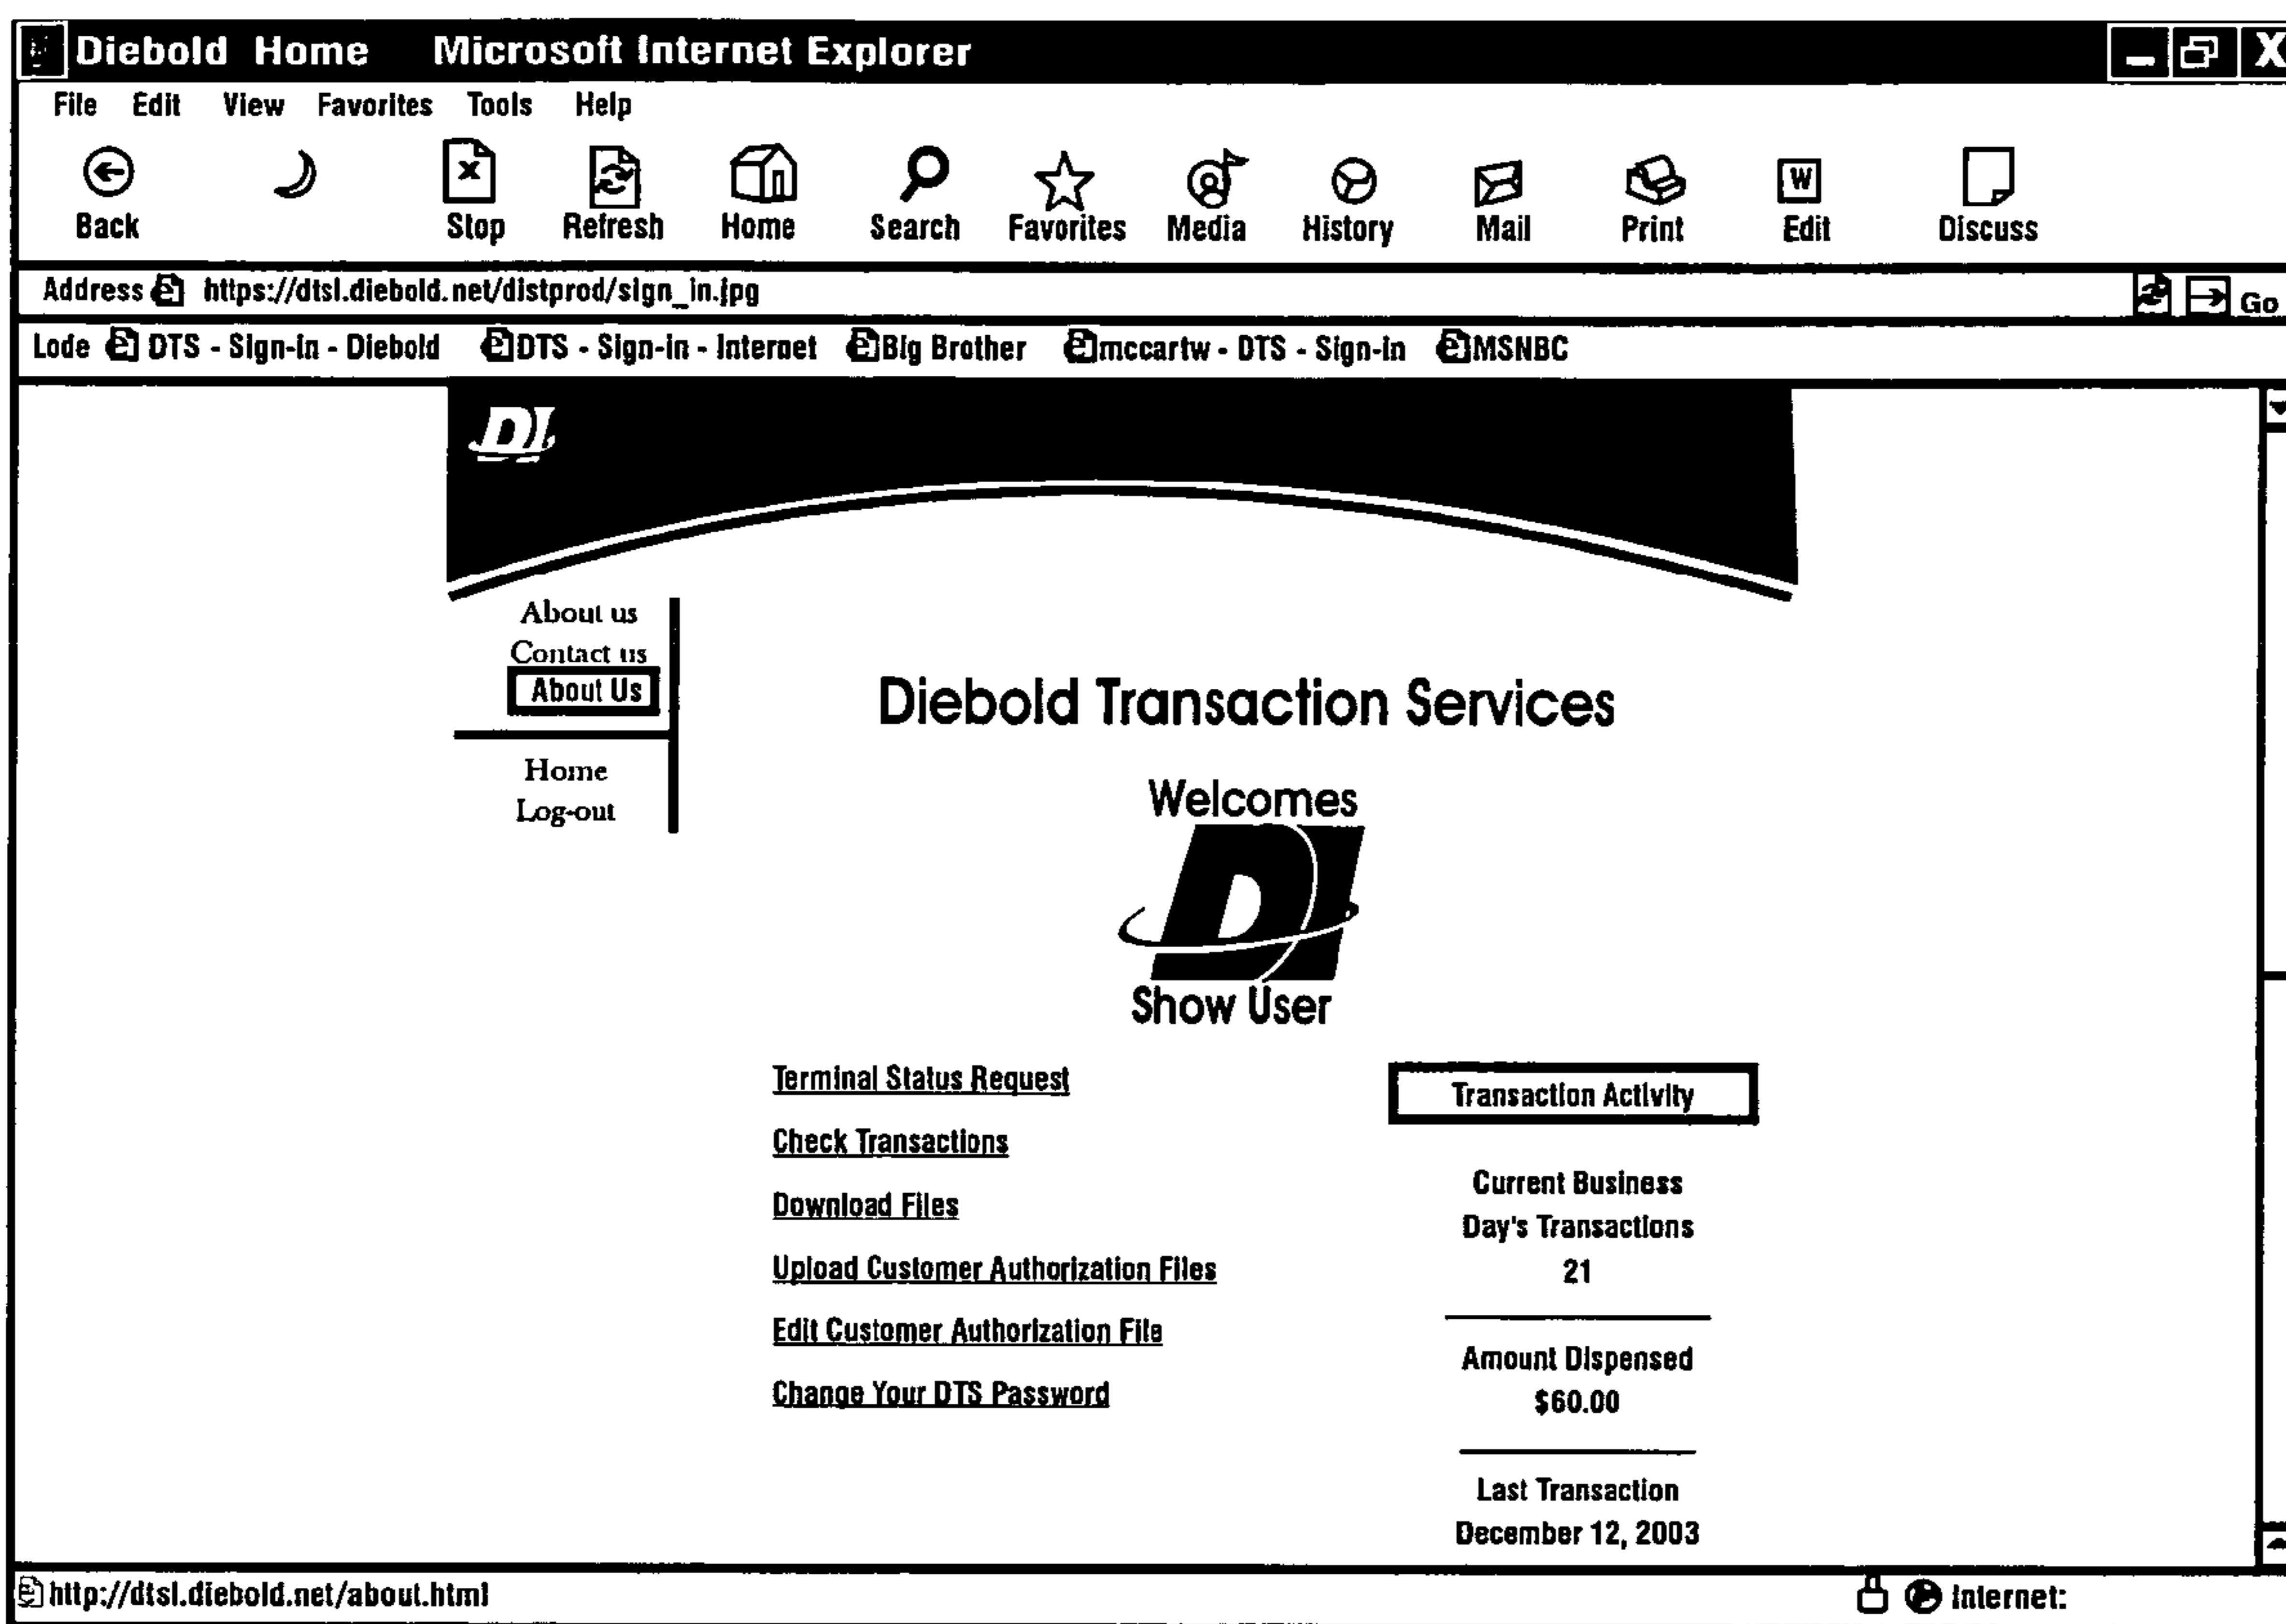 Diebold Home Microsoft Internet Explorer
File Edit View Favorites Tools Help
Back Stop Refresh Home Search Favorites Media History Mail Print Edit Discuss
Address https://dtsl.diebold.net/distprod/sign_in.jpg Go
Lode DTS - Sign-in - Diebold DTS - Sign-in - Internet Big Brother mccartw - DTS - Sign-in MSNBC
DI
About us
Contact us
About Us
Home
Log-out
Diebold Transaction Services
Welcomes
DI
Show User
Terminal Status Request
Check Transactions
Download Files
Upload Customer Authorization Files
Edit Customer Authorization File
Change Your DTS Password
Transaction Activity
Current Business
Day's Transactions
21
Amount Dispensed
$60.00
Last Transaction
December 12, 2003
http://dtsl.diebold.net/about.html Internet: